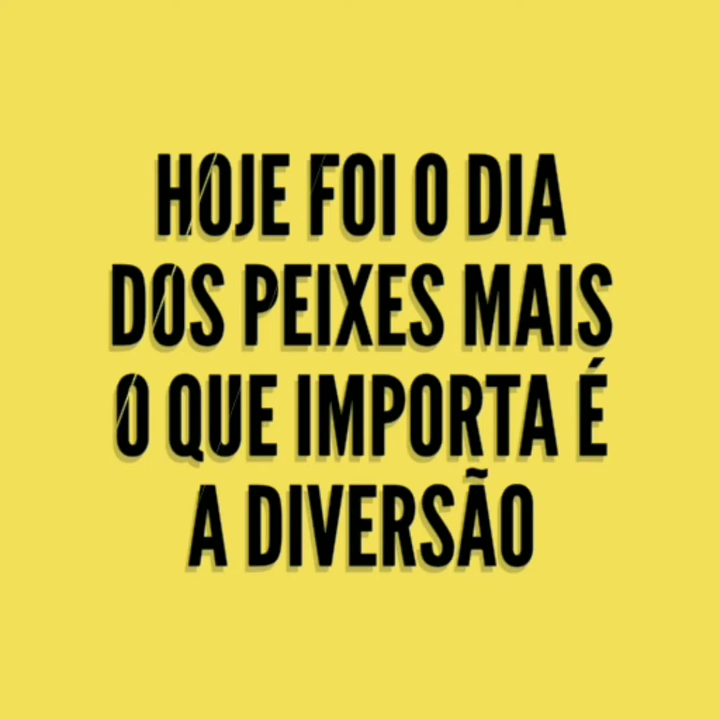 HOJE FOI O DIA
DOS PEIXES MAIS
O QUE IMPORTA É
A DIVERSÃO